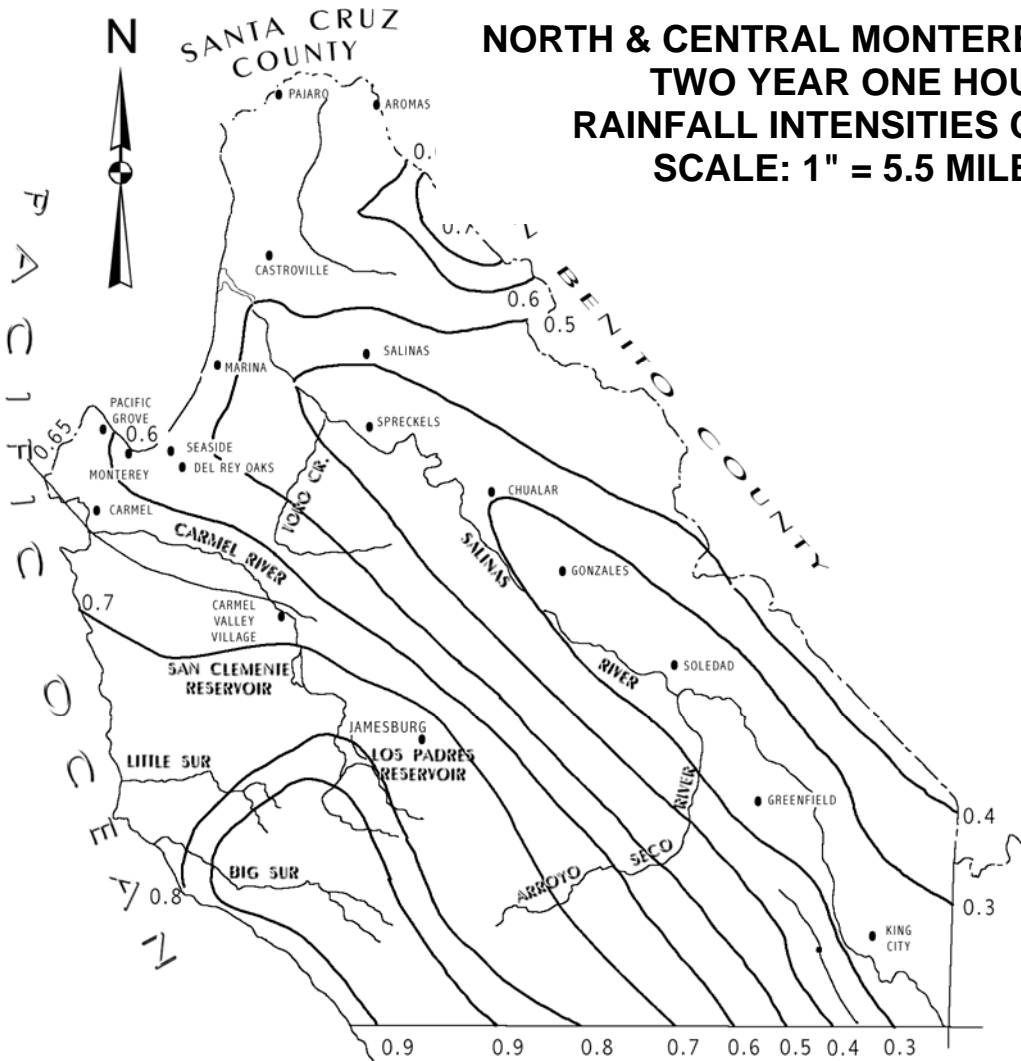 NORTH & CENTRAL MONTERE
TWO YEAR ONE HOU
RAINFALL INTENSITIES
SCALE: 1" = 5.5 MILE
N
SANTA CRUZ
COUNTY
PAJARO
AROMAS
PACIFIC OCEAN
BENITO COUNTY
CASTROVILLE
0.6
0.5
SALINAS
MARINA
PACIFIC
GROVE
0.6
0.65
SPRECKELS
SEASIDE
DEL REY OAKS
MONTEREY
TORO CR.
CHUALAR
CARMEL
CARMEL RIVER
SALINAS
RIVER
GONZALES
0.7
CARMEL
VALLEY
VILLAGE
SAN CLEMENTE
RESERVOIR
SOLEDAD
JAMESBURG
LOS PADRES
RESERVOIR
LITTLE SUR
GREENFIELD
0.4
BIG SUR
ARROYO SECO RIVER
0.8
0.3
KING
CITY
0.9 0.9 0.8 0.7 0.6 0.5 0.4 0.3